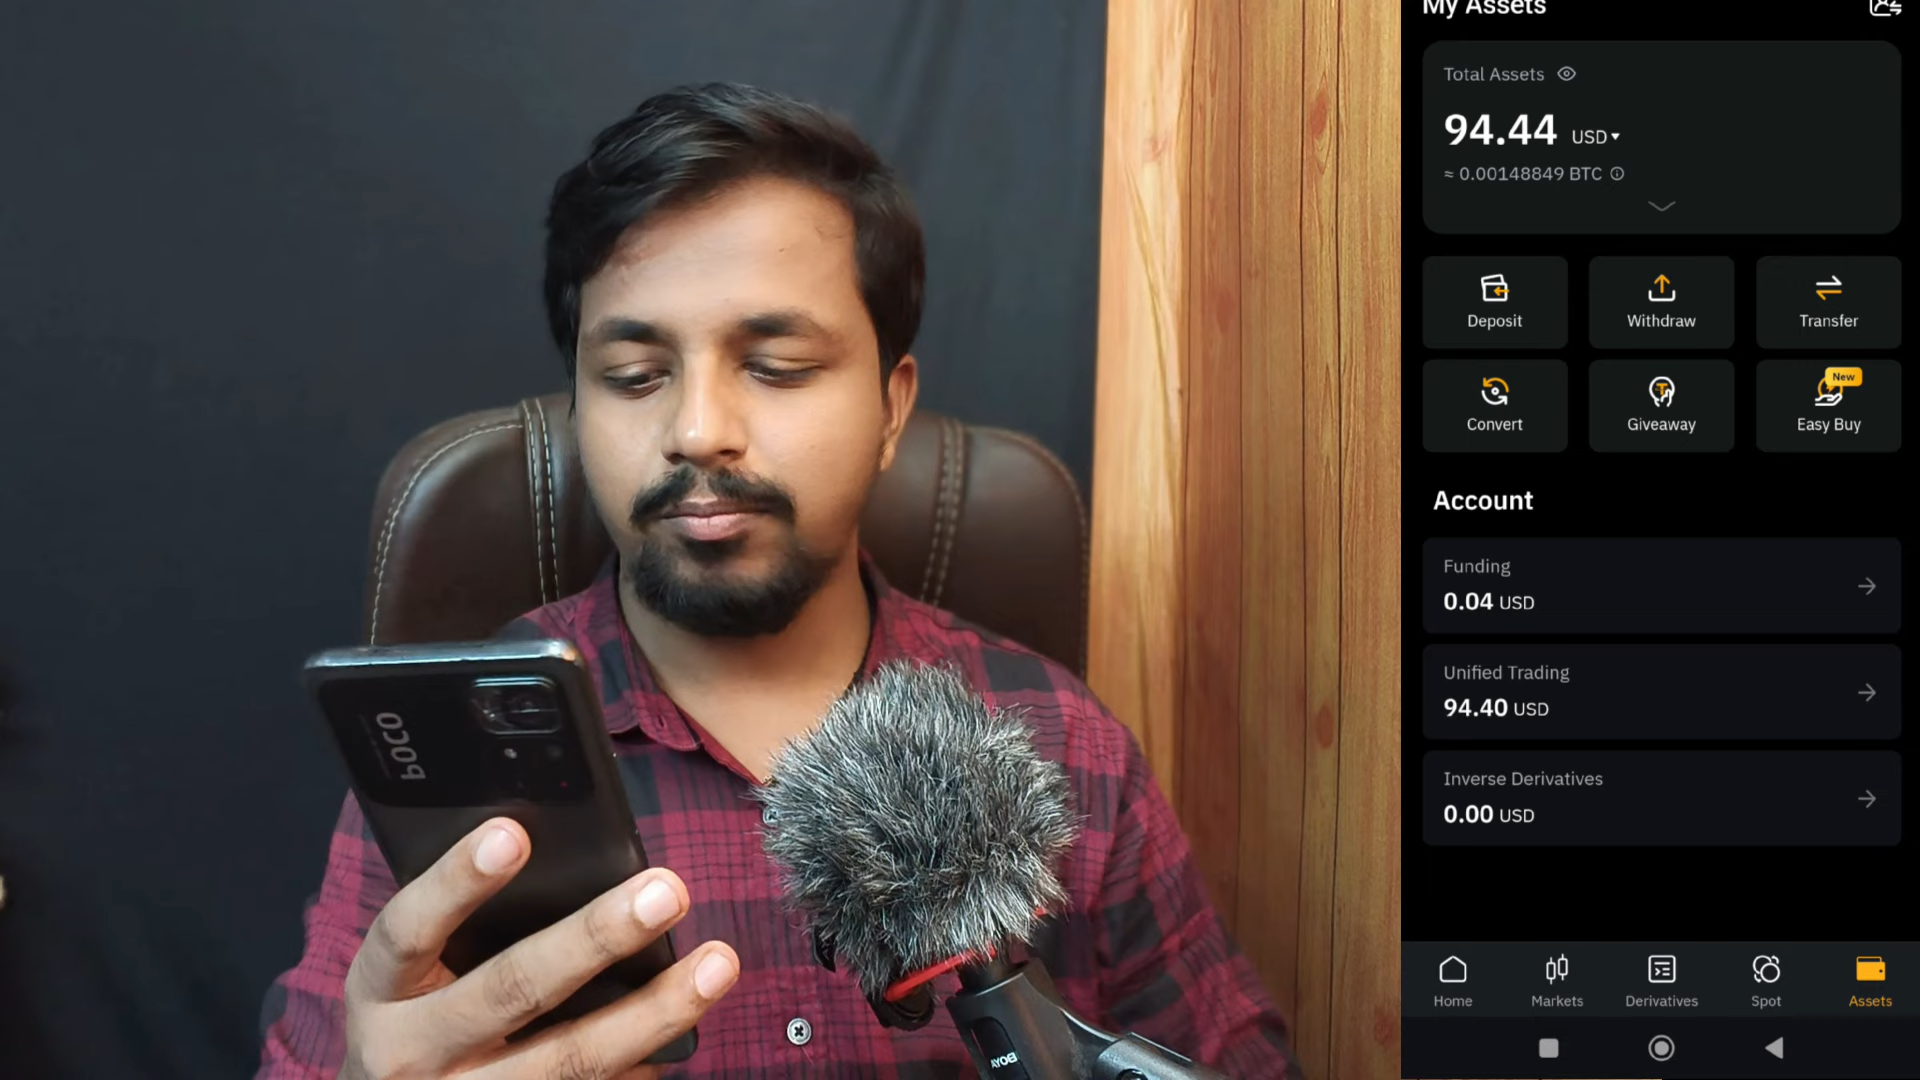 POCO
BOYA
My Assets
Total Assets
94.44 USD
≈ 0.00148849 BTC
Deposit
Withdraw
Transfer
Convert
Giveaway
New
Easy Buy
Account
Funding
0.04 USD
Unified Trading
94.40 USD
Inverse Derivatives
0.00 USD
Home
Markets
Derivatives
Spot
Assets